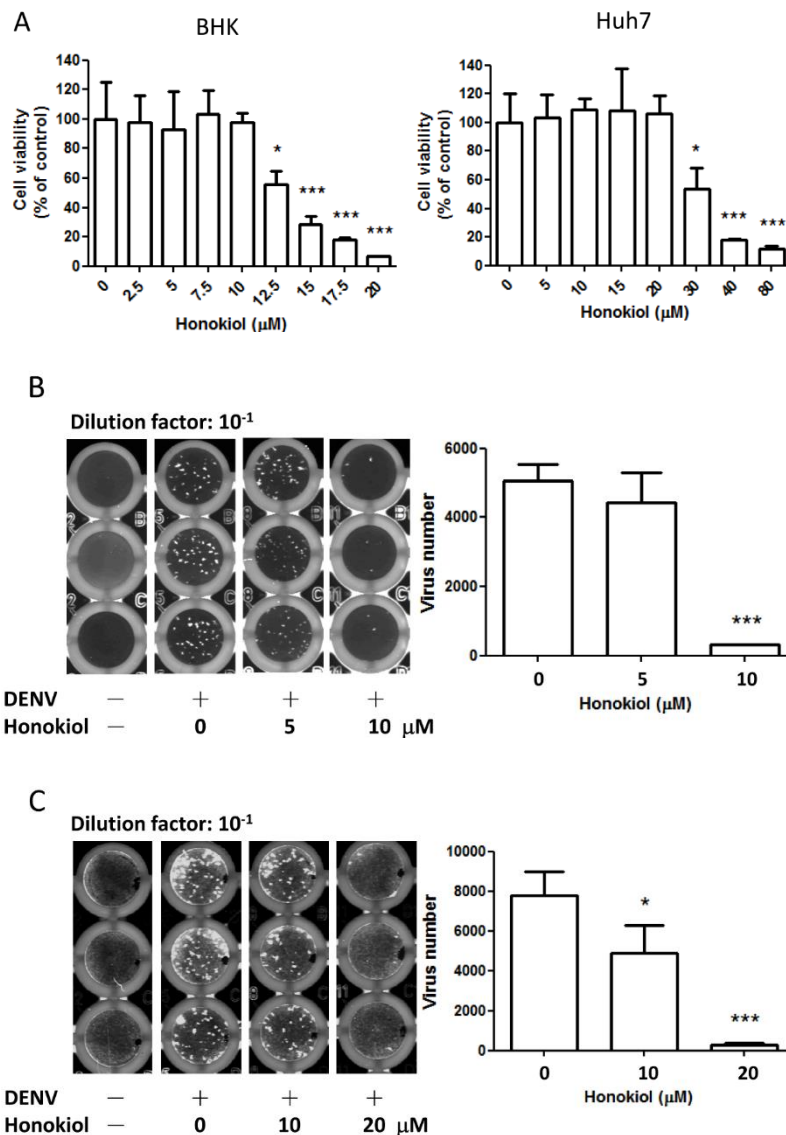 A
BHK
Huh7
Cell viability
(% of control)
140
120
100
80
60
40
20
0
*
***
***
***
0
2.5
5
7.5
10
12.5
15
17.5
20
Honokiol (μM)
Cell viability
(% of control)
140
120
100
80
60
40
20
0
*
***
***
0
5
10
15
20
30
40
80
Honokiol (μM)
B
Dilution factor: 10⁻¹
DENV — + + +
Honokiol — 0 5 10 μM
Virus number
6000
4000
2000
0
***
0 5 10
Honokiol (μM)
C
Dilution factor: 10⁻¹
DENV — + + +
Honokiol — 0 10 20 μM
Virus number
10000
8000
6000
4000
2000
0
*
***
0 10 20
Honokiol (μM)